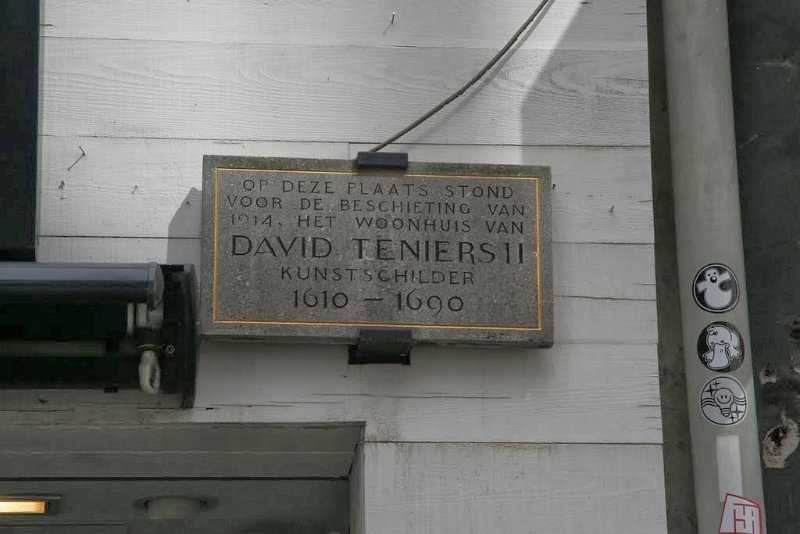 OP DEZE PLAATS STOND
VOOR DE BESCHIETING VAN
1914, HET WOONHUIS VAN
DAVID TENIERS II
KUNSTSCHILDER
1610 – 1690